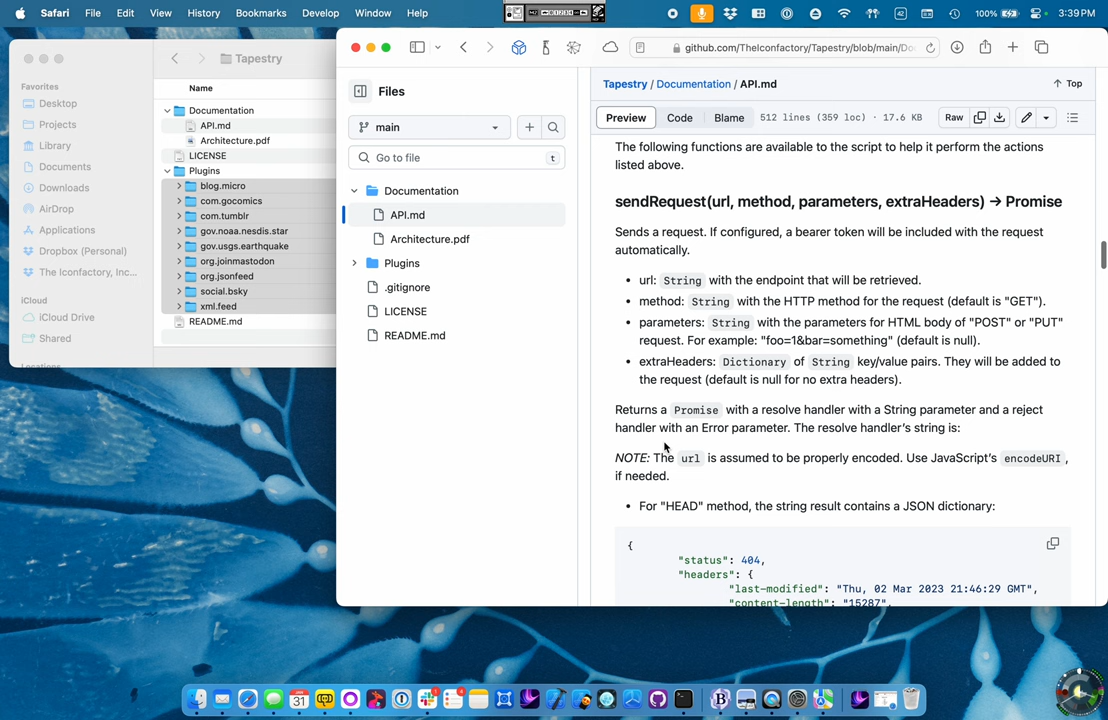 Safari File Edit View History Bookmarks Develop Window Help
42
100%
3:39 PM
Favorites
Desktop
Projects
Library
Documents
Downloads
AirDrop
Applications
Dropbox (Personal)
The Iconfactory, Inc...
iCloud
iCloud Drive
Shared
Tapestry
Name
Documentation
API.md
Architecture.pdf
LICENSE
Plugins
blog.micro
com.gocomics
com.tumblr
gov.noaa.nesdis.star
gov.usgs.earthquake
org.joinmastodon
org.jsonfeed
social.bsky
xml.feed
README.md
github.com/TheIconfactory/Tapestry/blob/main/Do
Files
main
Go to file
t
Documentation
API.md
Architecture.pdf
Plugins
.gitignore
LICENSE
README.md
Tapestry / Documentation / API.md
Top
Preview Code Blame 512 lines (359 loc) · 17.6 KB Raw
The following functions are available to the script to help it perform the actions
listed above.
sendRequest(url, method, parameters, extraHeaders) → Promise
Sends a request. If configured, a bearer token will be included with the request
automatically.
• url: String with the endpoint that will be retrieved.
• method: String with the HTTP method for the request (default is "GET").
• parameters: String with the parameters for HTML body of "POST" or "PUT"
request. For example: "foo=1&bar=something" (default is null).
• extraHeaders: Dictionary of String key/value pairs. They will be added to
the request (default is null for no extra headers).
Returns a Promise with a resolve handler with a String parameter and a reject
handler with an Error parameter. The resolve handler's string is:
NOTE: The url is assumed to be properly encoded. Use JavaScript's encodeURI ,
if needed.
• For "HEAD" method, the string result contains a JSON dictionary:
{
"status": 404,
"headers": {
"last-modified": "Thu, 02 Mar 2023 21:46:29 GMT",
"content-length": "15287",
31